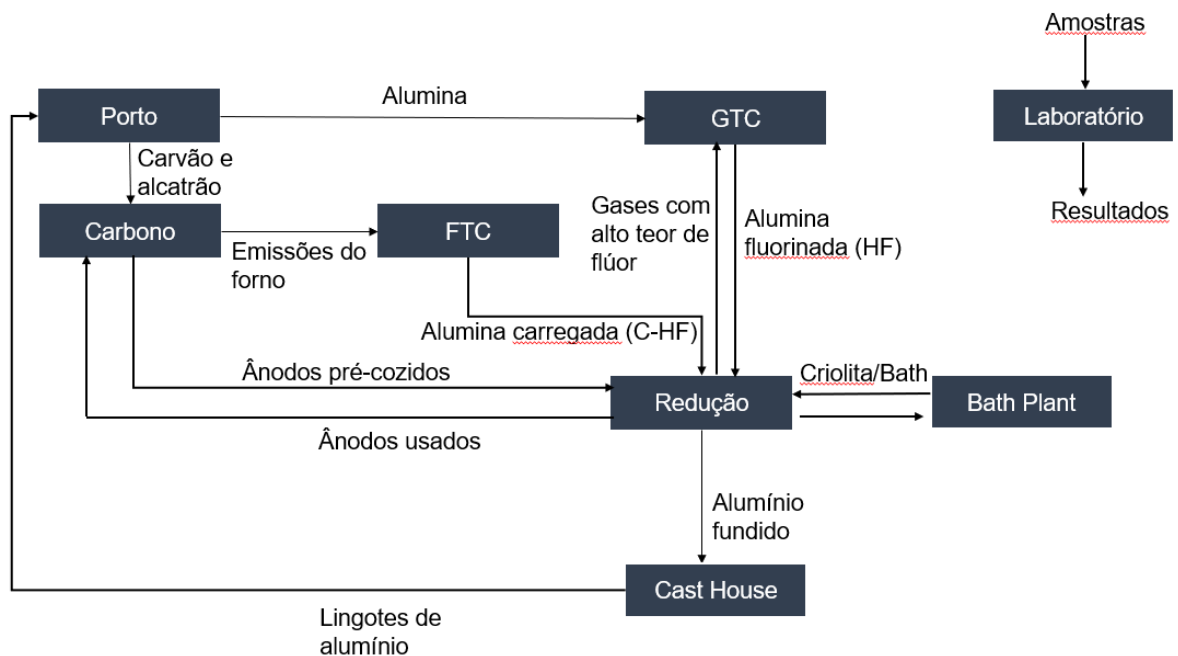 Amostras
Alumina
Porto
GTC
Laboratório
Carvão e
alcatrão
Gases com
alto teor de
flúor
Alumina
fluorinada (HF)
Resultados
Carbono
FTC
Emissões do
forno
Alumina carregada (C-HF)
Ânodos pré-cozidos
Criolita/Bath
Redução
Bath Plant
Ânodos usados
Alumínio
fundido
Cast House
Lingotes de
alumínio